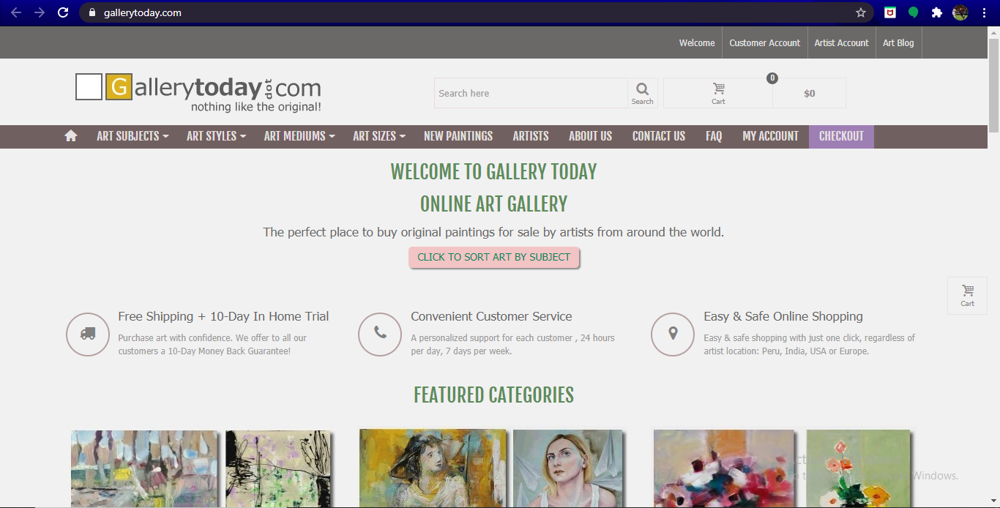 gallerytoday.com
Welcome
Customer Account
Artist Account
Art Blog
Gallerytodaydotcom
nothing like the original!
Search here
Search
Cart
0
$0
ART SUBJECTS
ART STYLES
ART MEDIUMS
ART SIZES
NEW PAINTINGS
ARTISTS
ABOUT US
CONTACT US
FAQ
MY ACCOUNT
CHECKOUT
WELCOME TO GALLERY TODAY
ONLINE ART GALLERY
The perfect place to buy original paintings for sale by artists from around the world.
CLICK TO SORT ART BY SUBJECT
Cart
Free Shipping + 10-Day In Home Trial
Purchase art with confidence. We offer to all our
customers a 10-Day Money Back Guarantee!
Convenient Customer Service
A personalized support for each customer , 24 hours
per day, 7 days per week.
Easy & Safe Online Shopping
Easy & safe shopping with just one click, regardless of
artist location: Peru, India, USA or Europe.
FEATURED CATEGORIES
Windows.